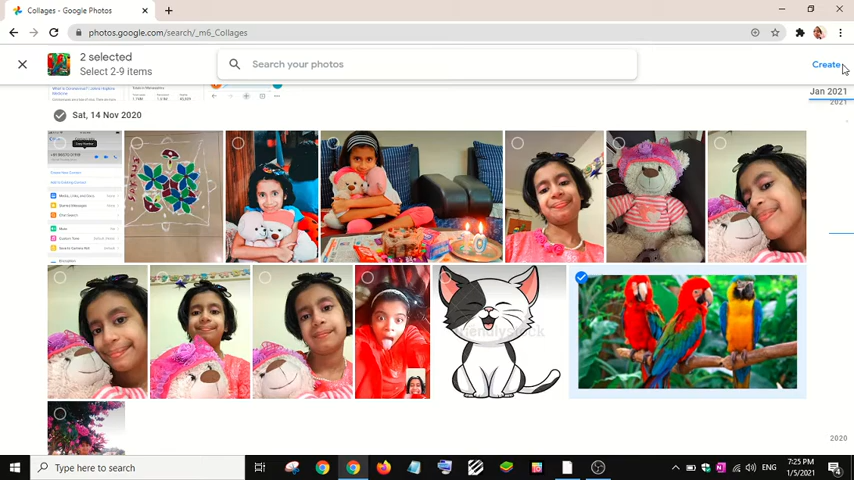 Collages - Google Photos
photos.google.com/search/_m6_Collages
2 selected
Select 2-9 items
Search your photos
Create
Jan 2021
2021
Sat, 14 Nov 2020
2020
Type here to search
ENG
7:25 PM
1/5/2021
4